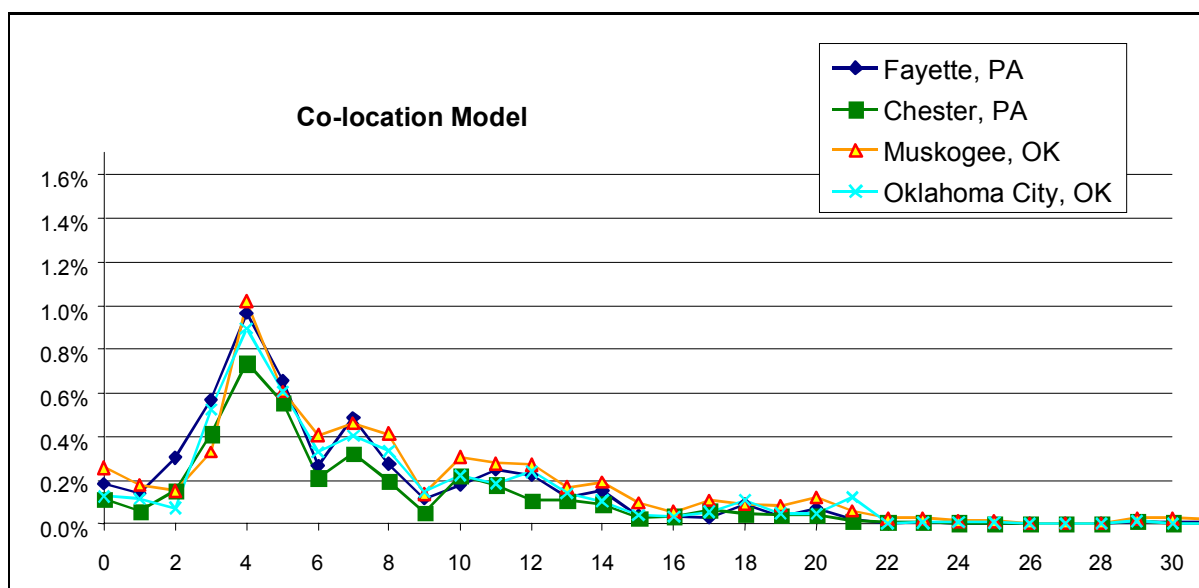 Fayette, PA
Chester, PA
Muskogee, OK
Oklahoma City, OK
Co-location Model
1.6%
1.4%
1.2%
1.0%
0.8%
0.6%
0.4%
0.2%
0.0%
0 2 4 6 8 10 12 14 16 18 20 22 24 26 28 30